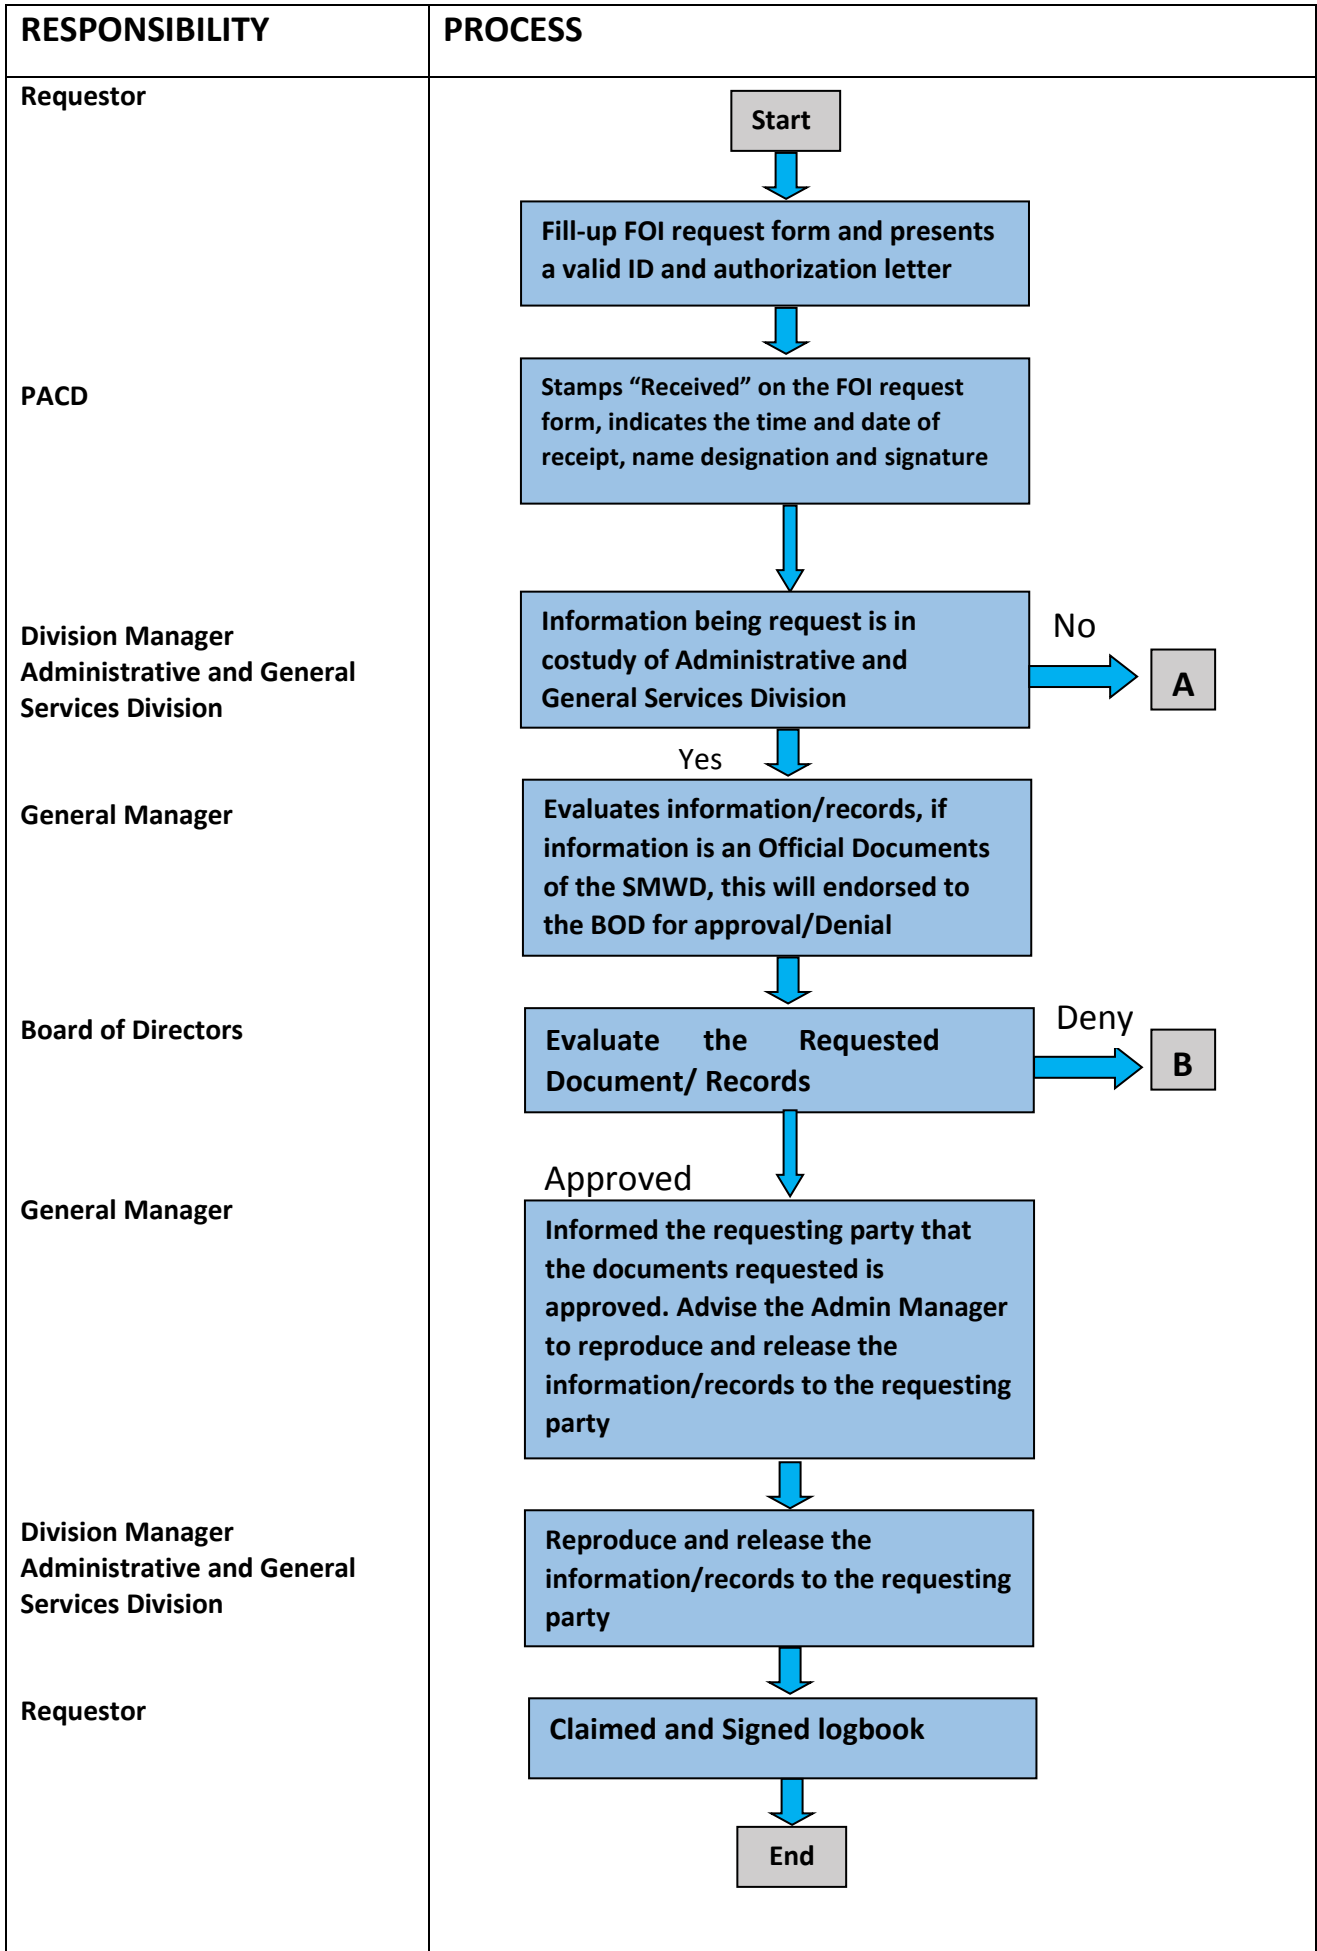 RESPONSIBILITY
PROCESS
Requestor
Start
Fill-up FOI request form and presents
a valid ID and authorization letter
PACD
Stamps “Received” on the FOI request
form, indicates the time and date of
receipt, name designation and signature
Division Manager
Administrative and General
Services Division
Information being request is in
costudy of Administrative and
General Services Division
No
A
Yes
General Manager
Evaluates information/records, if
information is an Official Documents
of the SMWD, this will endorsed to
the BOD for approval/Denial
Board of Directors
Evaluate the Requested
Document/ Records
Deny
B
Approved
General Manager
Informed the requesting party that
the documents requested is
approved. Advise the Admin Manager
to reproduce and release the
information/records to the requesting
party
Division Manager
Administrative and General
Services Division
Reproduce and release the
information/records to the requesting
party
Requestor
Claimed and Signed logbook
End